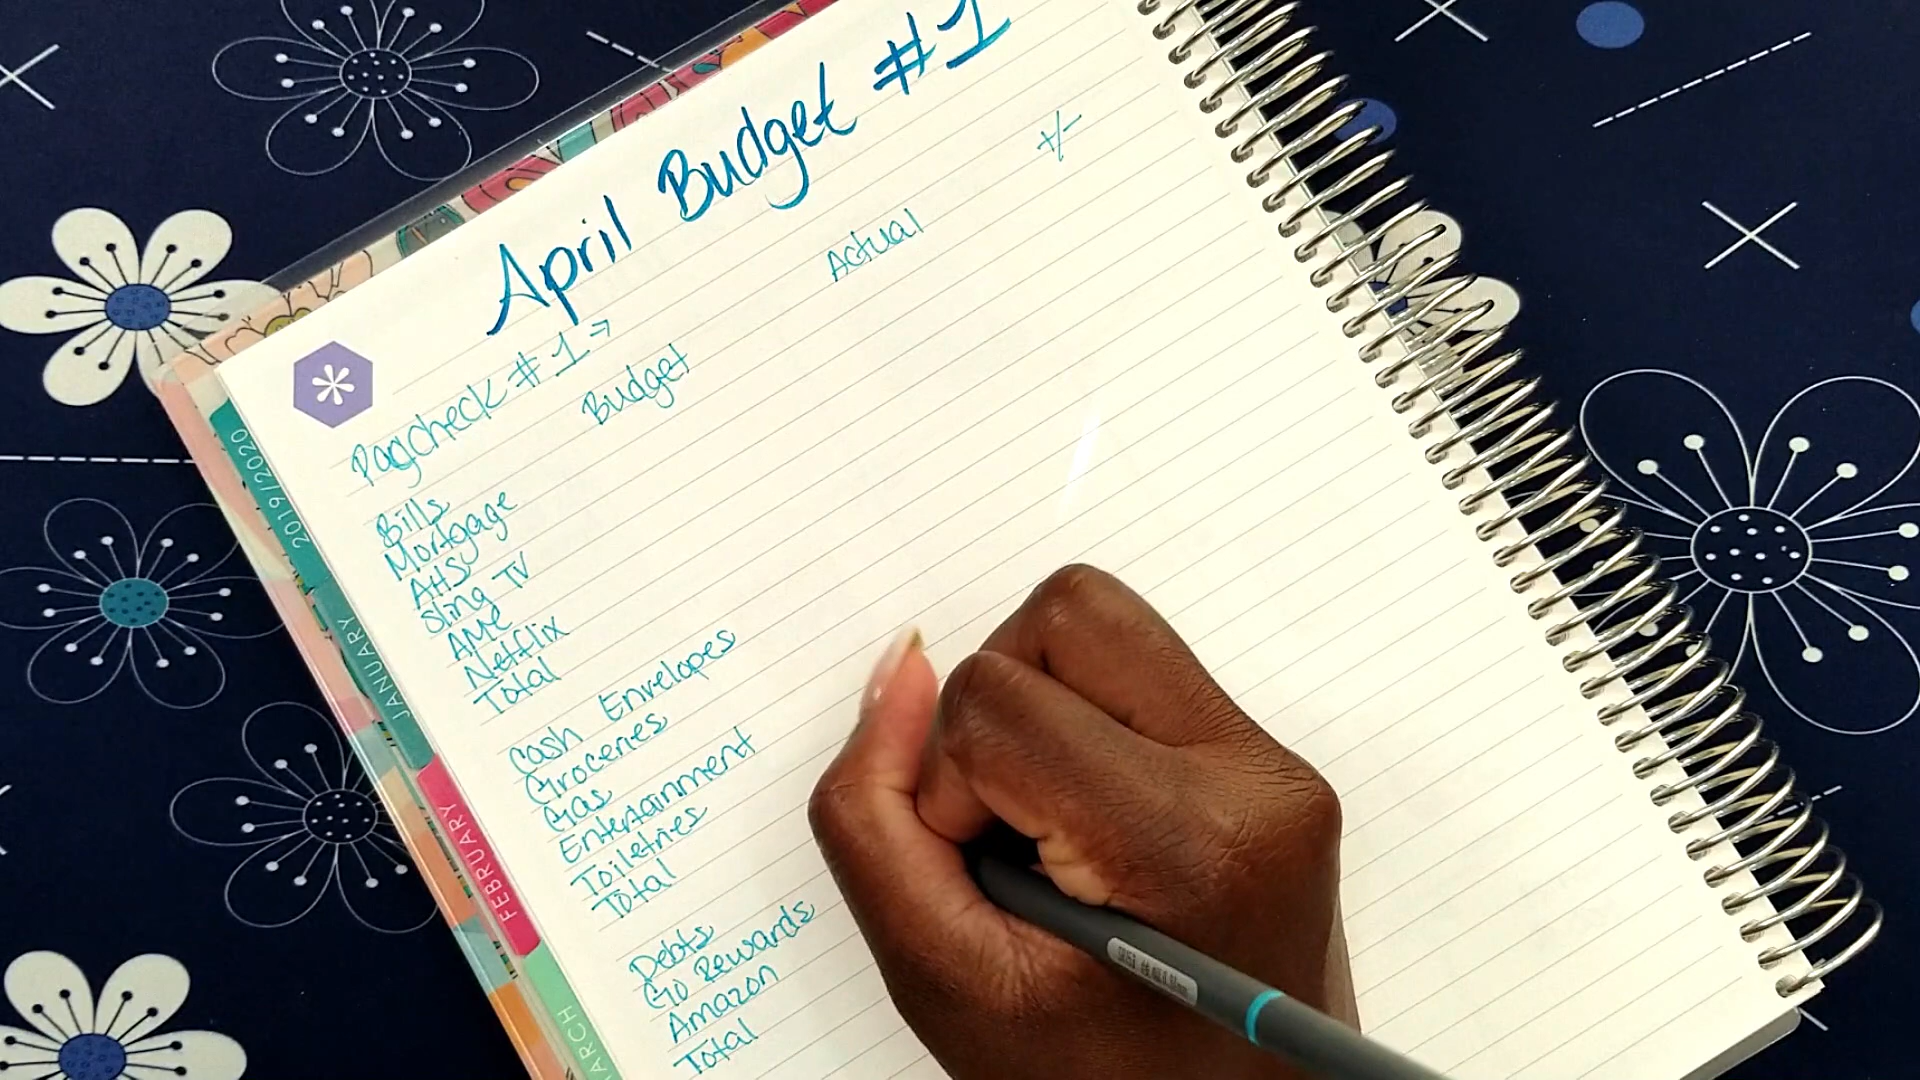 April Budget #1
Paycheck #1 →
Budget Actual +/-
Bills
Mortgage
AHS
Sling TV
AMC
Netflix
Total
Cash Envelopes
Groceries
Gas
Entertainment
Toiletries
Total
Debts
Go Rewards
Amazon
Total
2019/2020
JANUARY
FEBRUARY
MARCH